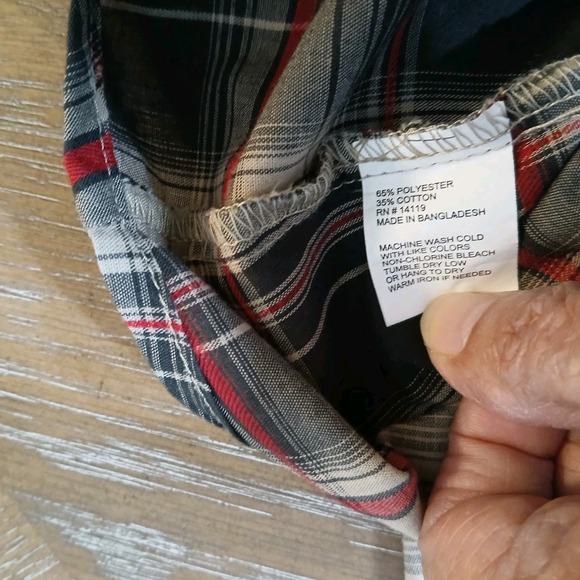 65% POLYESTER
35% COTTON
RN # 14119
MADE IN BANGLADESH
MACHINE WASH COLD
WITH LIKE COLORS
NON-CHLORINE BLEACH
TUMBLE DRY LOW
OR HANG TO DRY
WARM IRON IF NEEDED